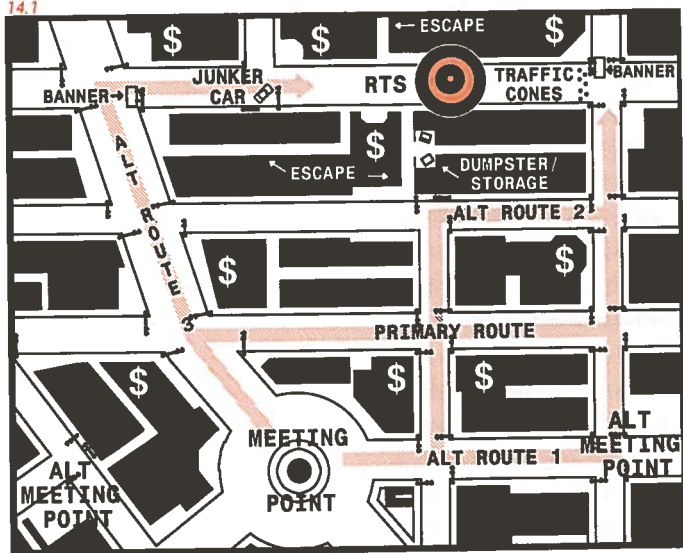 14.1
$
$
← ESCAPE
$
JUNKER
CAR
BANNER→
RTS
TRAFFIC
CONES
←BANNER
ALT ROUTE 3
← ESCAPE →
$
DUMPSTER/
STORAGE
ALT ROUTE 2
$
$
PRIMARY ROUTE
$
$
$
MEETING
POINT
ALT ROUTE 1
ALT
MEETING
POINT
ALT
MEETING
POINT